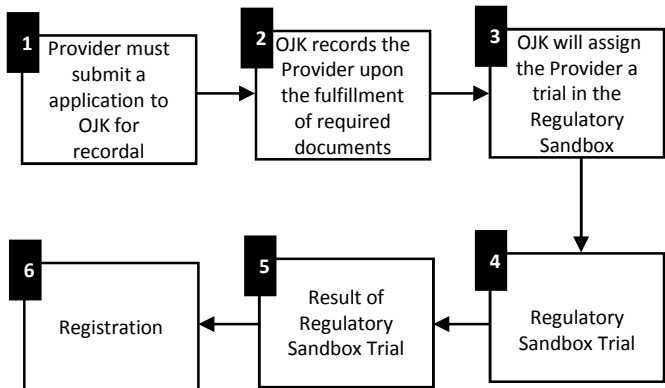 1
Provider must
submit a
application to
OJK for
recordal
2
OJK records the
Provider upon
the fulfillment
of required
documents
3
OJK will assign
the Provider a
trial in the
Regulatory
Sandbox
4
Regulatory
Sandbox Trial
5
Result of
Regulatory
Sandbox Trial
6
Registration